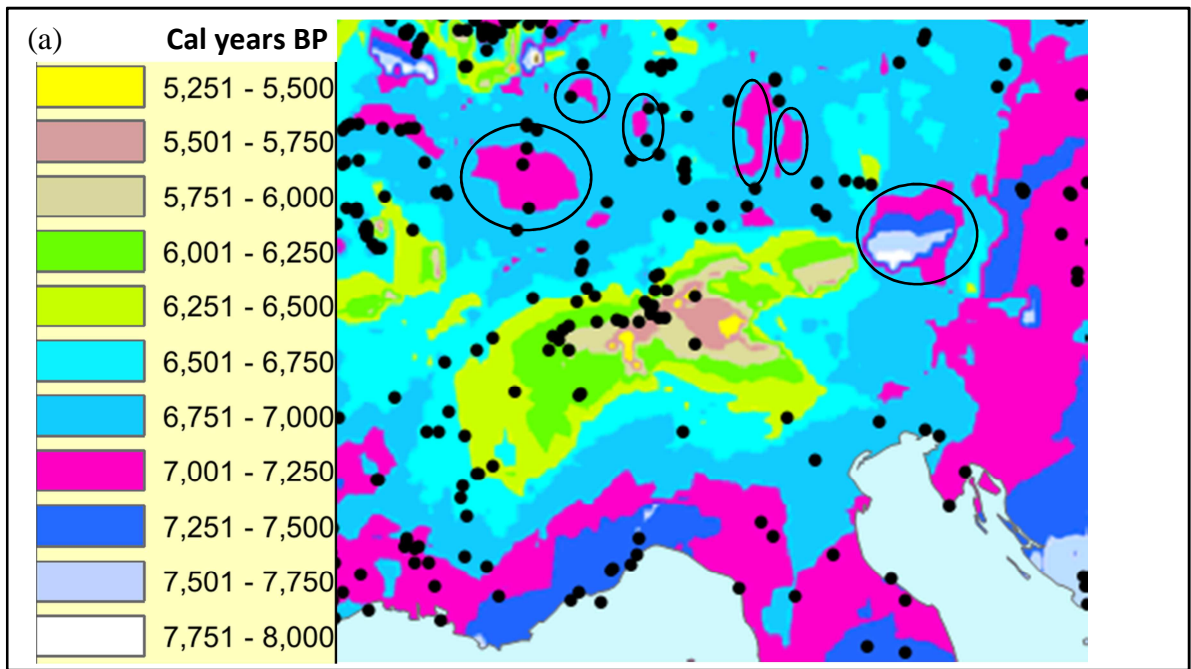 (a)
Cal years BP
5,251 - 5,500
5,501 - 5,750
5,751 - 6,000
6,001 - 6,250
6,251 - 6,500
6,501 - 6,750
6,751 - 7,000
7,001 - 7,250
7,251 - 7,500
7,501 - 7,750
7,751 - 8,000